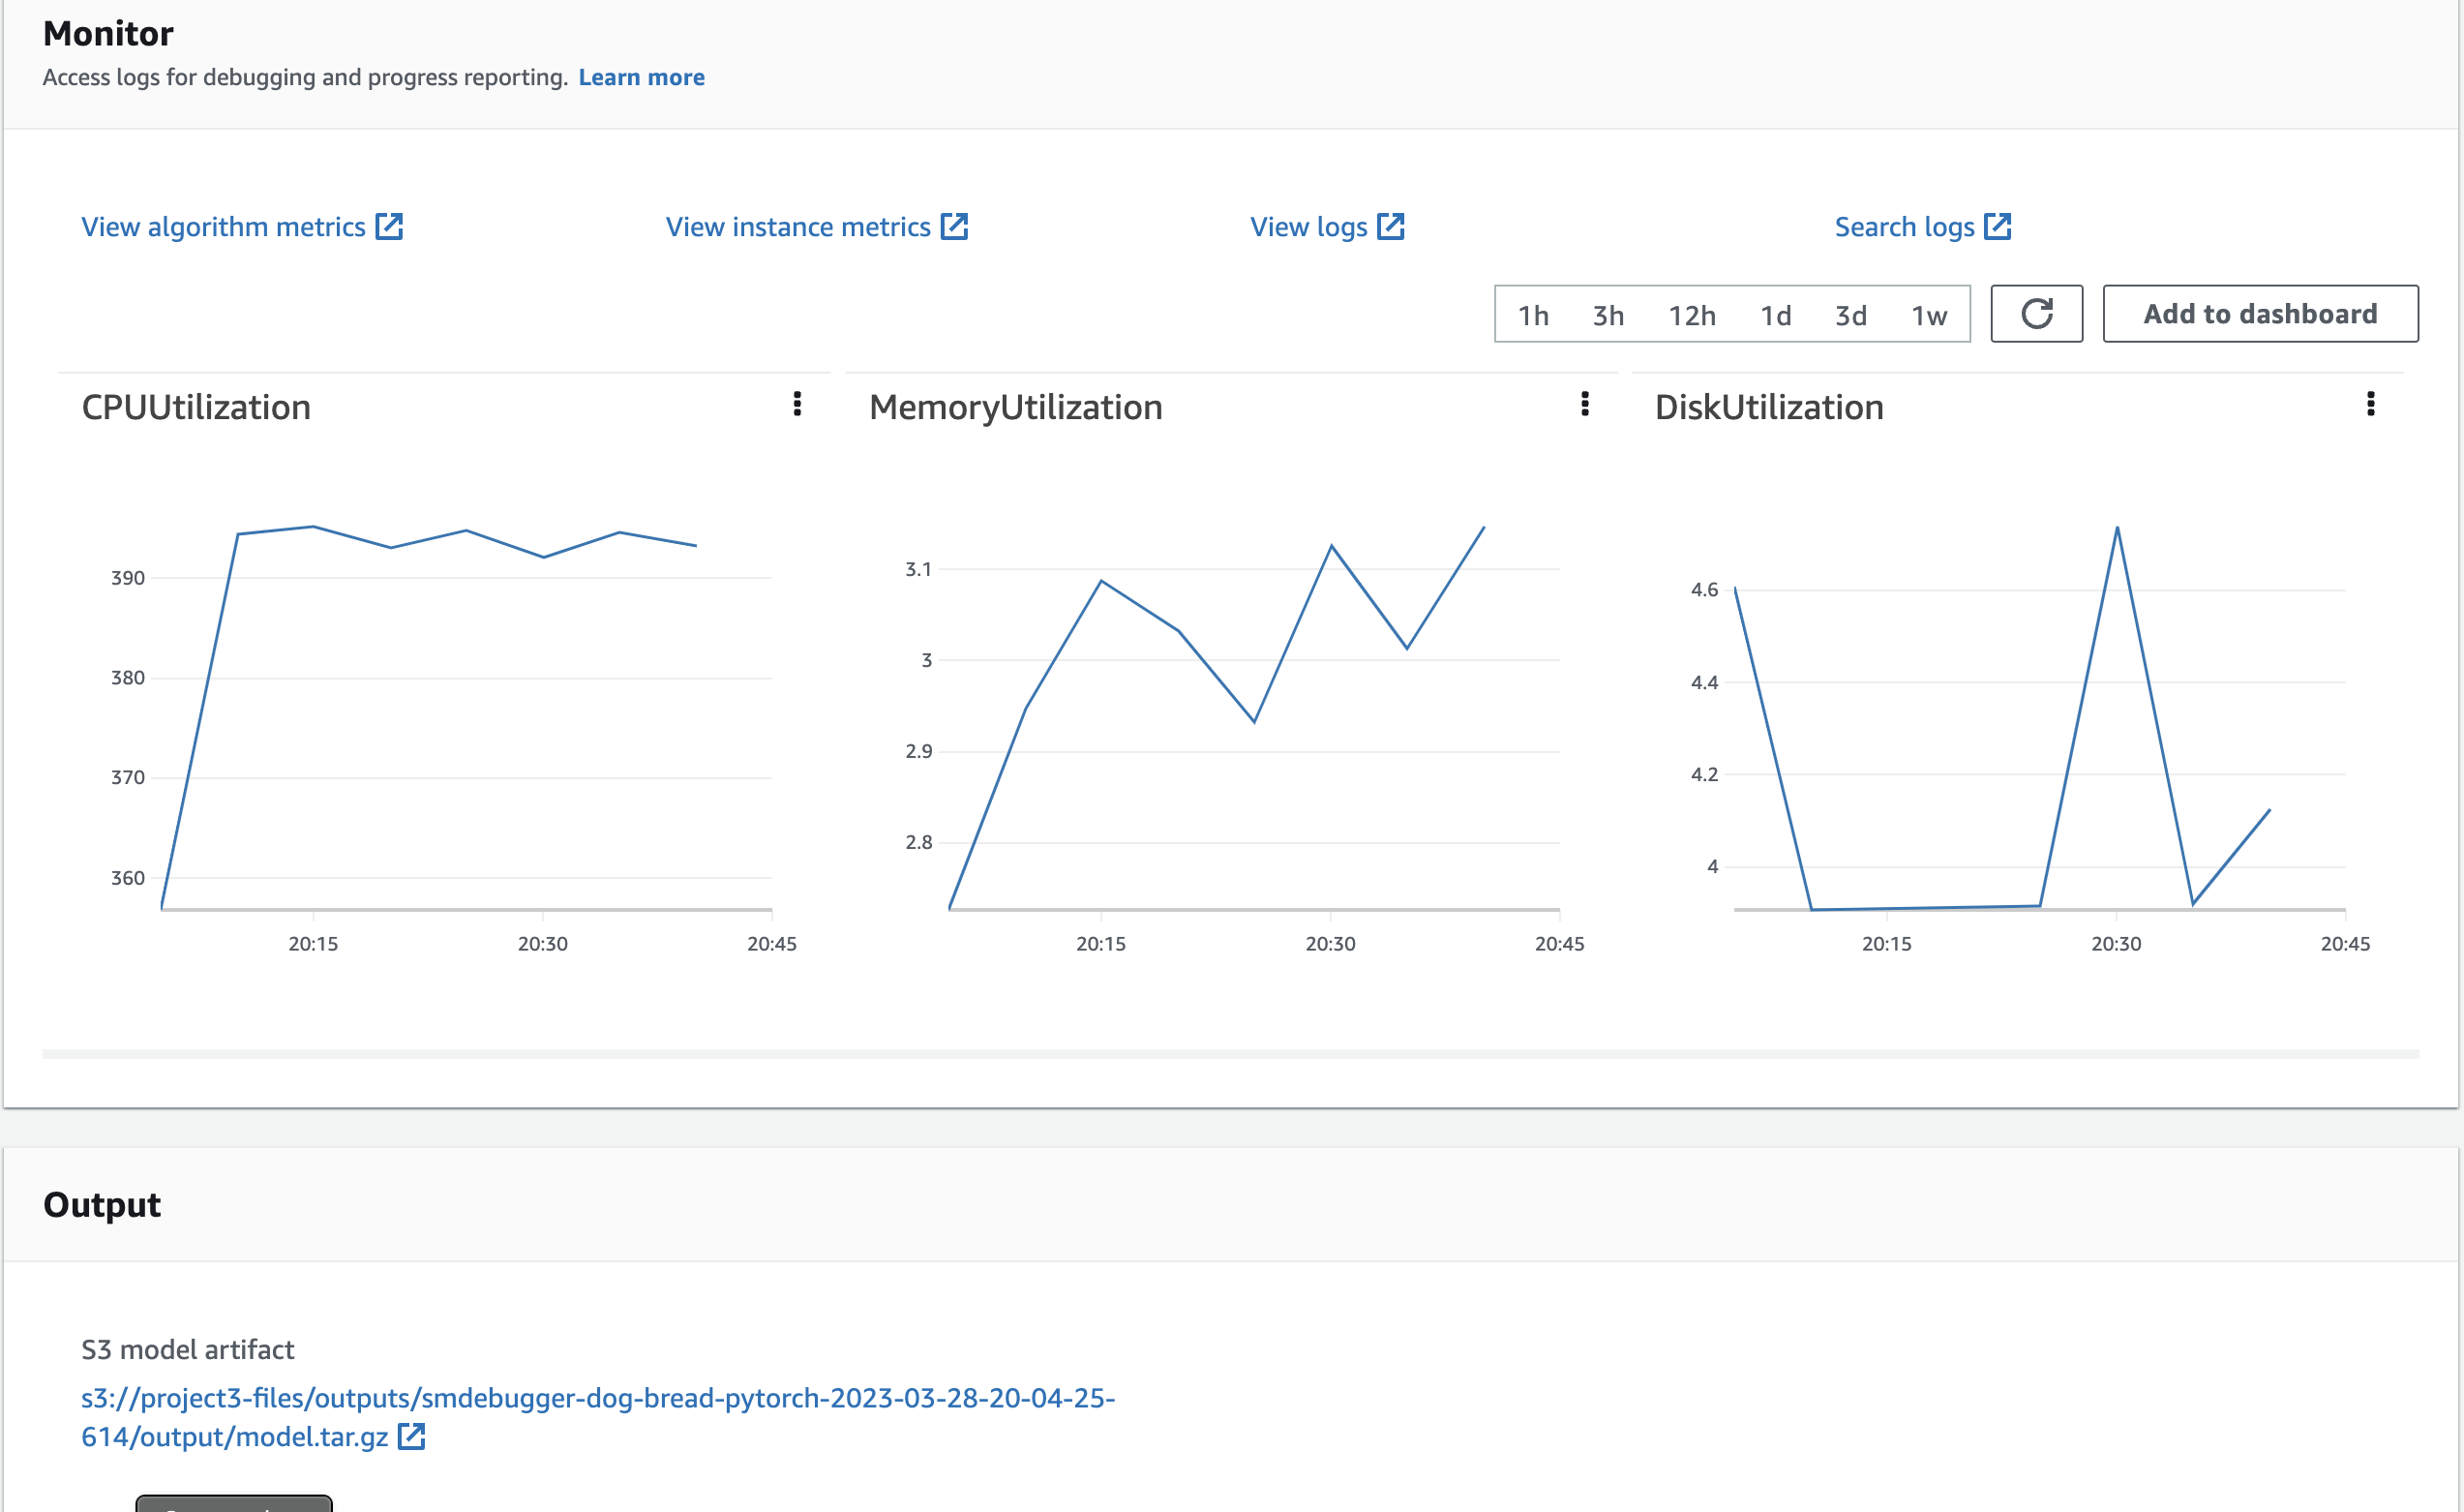 Monitor
Access logs for debugging and progress reporting. Learn more
View algorithm metrics
View instance metrics
View logs
Search logs
1h 3h 12h 1d 3d 1w
Add to dashboard
CPUUtilization
390
380
370
360
20:15 20:30 20:45
MemoryUtilization
3.1
3
2.9
2.8
20:15 20:30 20:45
DiskUtilization
4.6
4.4
4.2
4
20:15 20:30 20:45
Output
S3 model artifact
s3://project3-files/outputs/smdebugger-dog-bread-pytorch-2023-03-28-20-04-25-
614/output/model.tar.gz